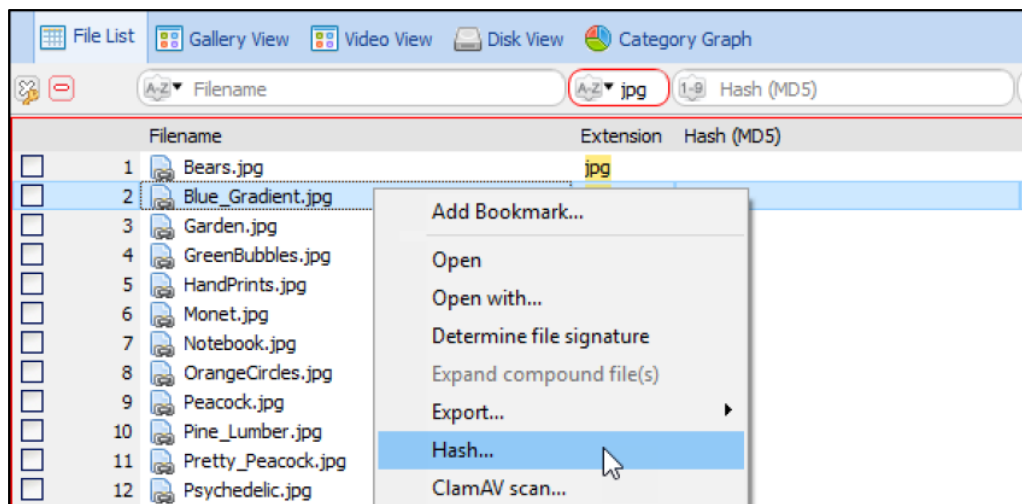 File List Gallery View Video View Disk View Category Graph
A-Z Filename A-Z jpg 1-9 Hash (MD5)
Filename Extension Hash (MD5)
1 Bears.jpg jpg
2 Blue_Gradient.jpg
3 Garden.jpg
4 GreenBubbles.jpg
5 HandPrints.jpg
6 Monet.jpg
7 Notebook.jpg
8 OrangeCircles.jpg
9 Peacock.jpg
10 Pine_Lumber.jpg
11 Pretty_Peacock.jpg
12 Psychedelic.jpg
Add Bookmark...
Open
Open with...
Determine file signature
Expand compound file(s)
Export...
Hash...
ClamAV scan...